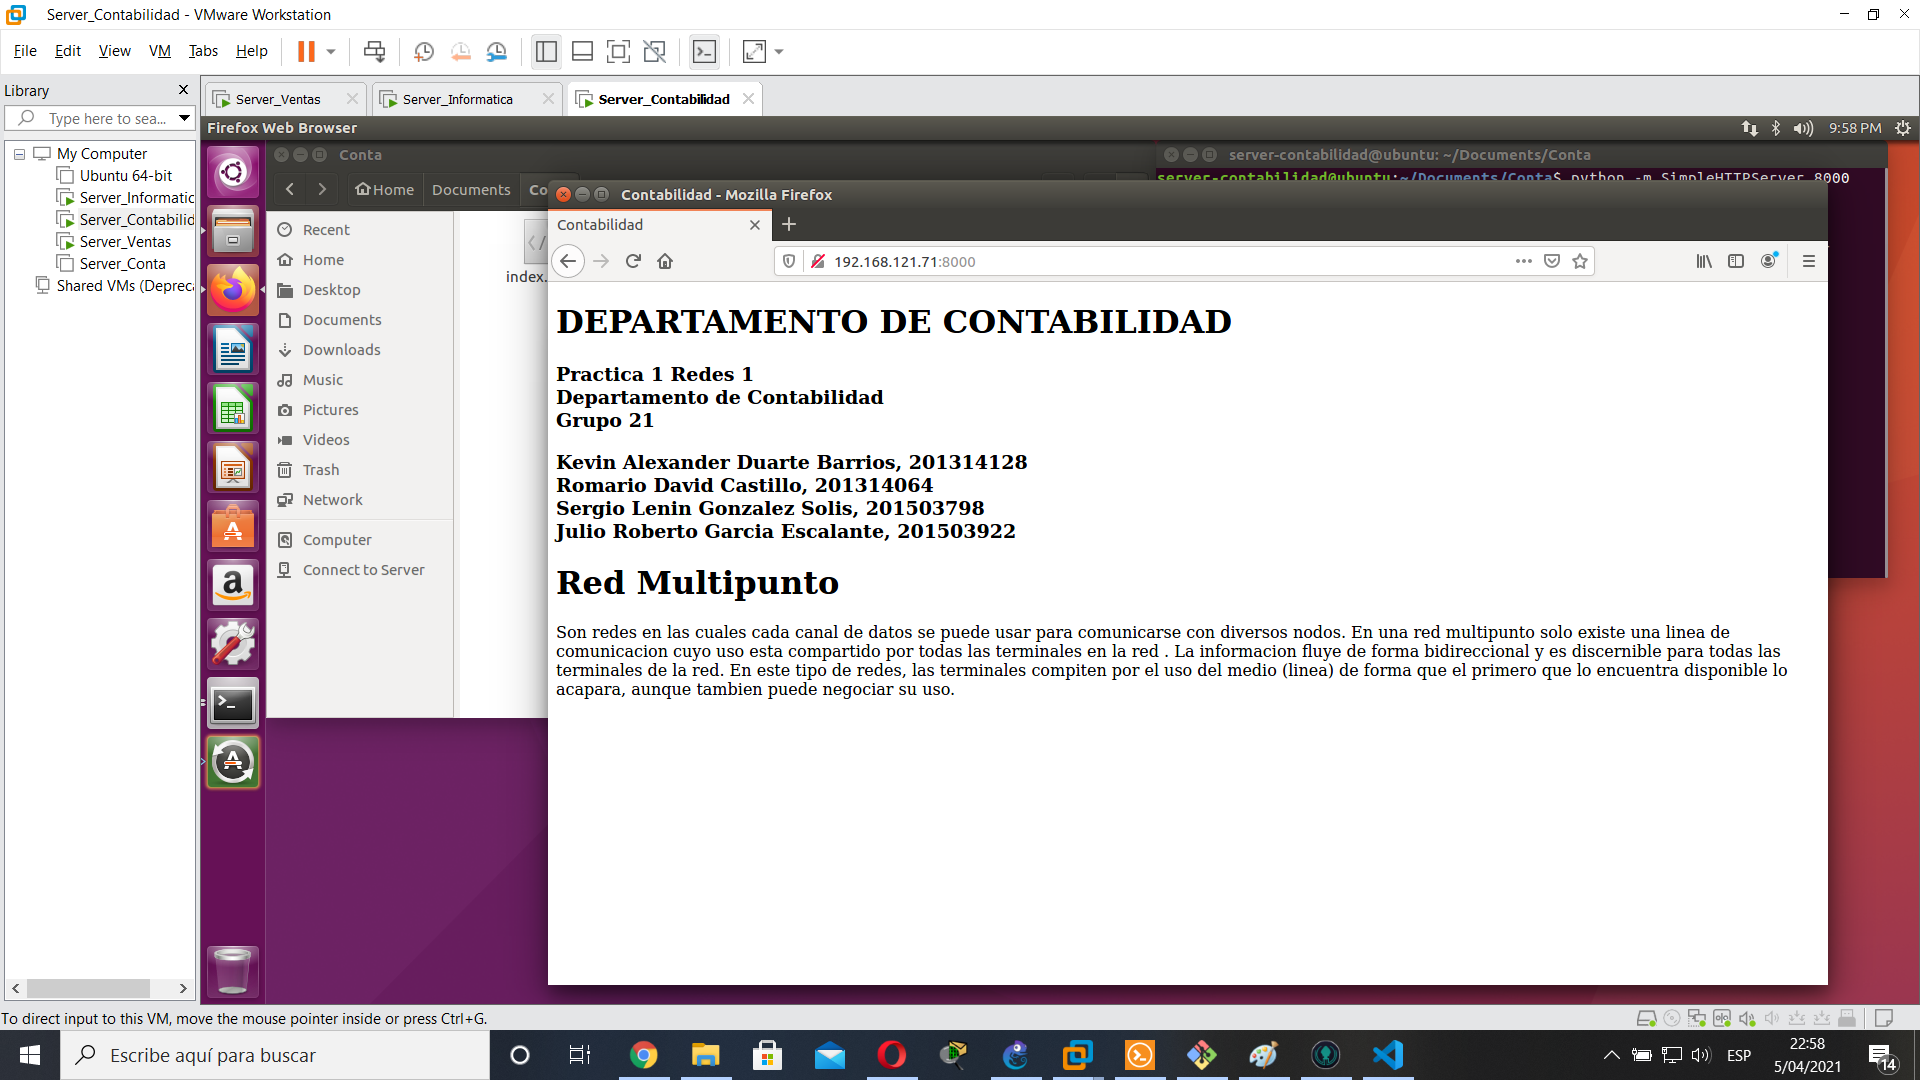 Server_Contabilidad - VMware Workstation
File Edit View VM Tabs Help
Library
Type here to sea...
My Computer
Ubuntu 64-bit
Server_Informatic
Server_Contabilid
Server_Ventas
Server_Conta
Shared VMs (Depreca
Server_Ventas
Server_Informatica
Server_Contabilidad
Firefox Web Browser
9:58 PM
Conta
Home Documents Co
Recent
Home
Desktop
Documents
Downloads
Music
Pictures
Videos
Trash
Network
Computer
Connect to Server
index.
server-contabilidad@ubuntu: ~/Documents/Conta
server-contabilidad@ubuntu:~/Documents/Conta$ python -m SimpleHTTPServer 8000
Contabilidad - Mozilla Firefox
Contabilidad
192.168.121.71:8000
DEPARTAMENTO DE CONTABILIDAD
Practica 1 Redes 1
Departamento de Contabilidad
Grupo 21
Kevin Alexander Duarte Barrios, 201314128
Romario David Castillo, 201314064
Sergio Lenin Gonzalez Solis, 201503798
Julio Roberto Garcia Escalante, 201503922
Red Multipunto
Son redes en las cuales cada canal de datos se puede usar para comunicarse con diversos nodos. En una red multipunto solo existe una linea de
comunicacion cuyo uso esta compartido por todas las terminales en la red . La informacion fluye de forma bidireccional y es discernible para todas las
terminales de la red. En este tipo de redes, las terminales compiten por el uso del medio (linea) de forma que el primero que lo encuentra disponible lo
acapara, aunque tambien puede negociar su uso.
To direct input to this VM, move the mouse pointer inside or press Ctrl+G.
Escribe aquí para buscar
ESP
22:58
5/04/2021
14